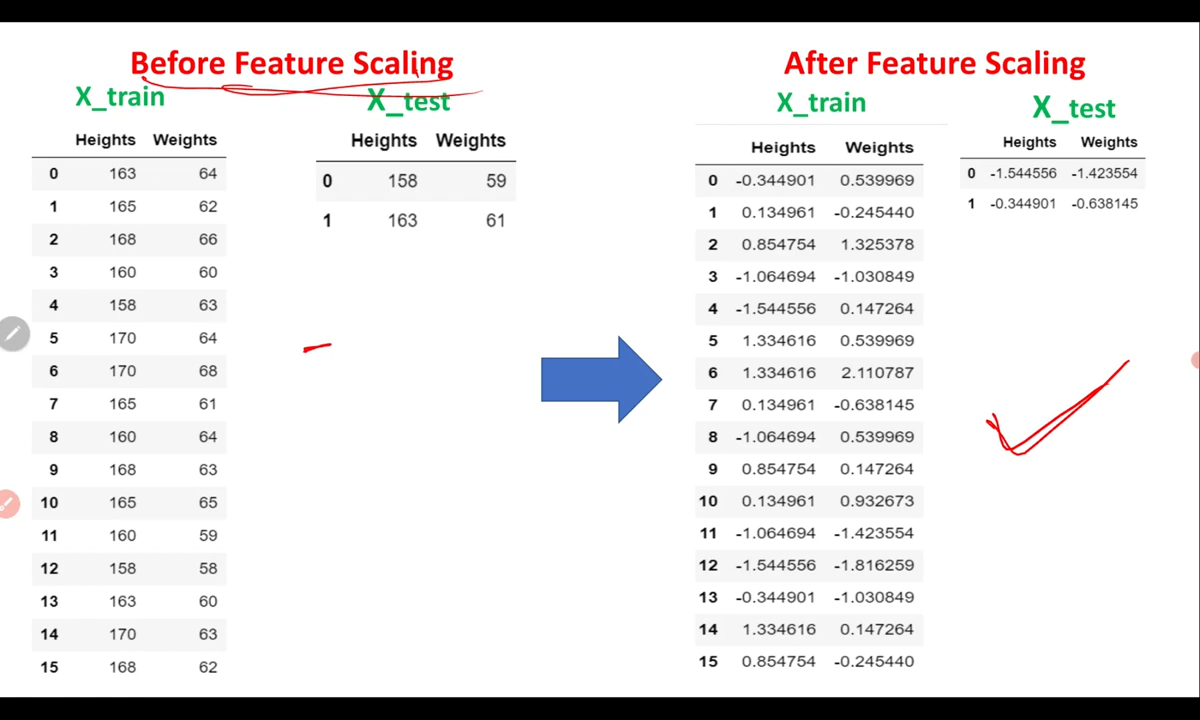 Before Feature Scaling
X_train
X_test
Heights Weights
0 163 64
1 165 62
2 168 66
3 160 60
4 158 63
5 170 64
6 170 68
7 165 61
8 160 64
9 168 63
10 165 65
11 160 59
12 158 58
13 163 60
14 170 63
15 168 62
Heights Weights
0 158 59
1 163 61
After Feature Scaling
X_train
X_test
Heights Weights
0 -0.344901 0.539969
1 0.134961 -0.245440
2 0.854754 1.325378
3 -1.064694 -1.030849
4 -1.544556 0.147264
5 1.334616 0.539969
6 1.334616 2.110787
7 0.134961 -0.638145
8 -1.064694 0.539969
9 0.854754 0.147264
10 0.134961 0.932673
11 -1.064694 -1.423554
12 -1.544556 -1.816259
13 -0.344901 -1.030849
14 1.334616 0.147264
15 0.854754 -0.245440
Heights Weights
0 -1.544556 -1.423554
1 -0.344901 -0.638145